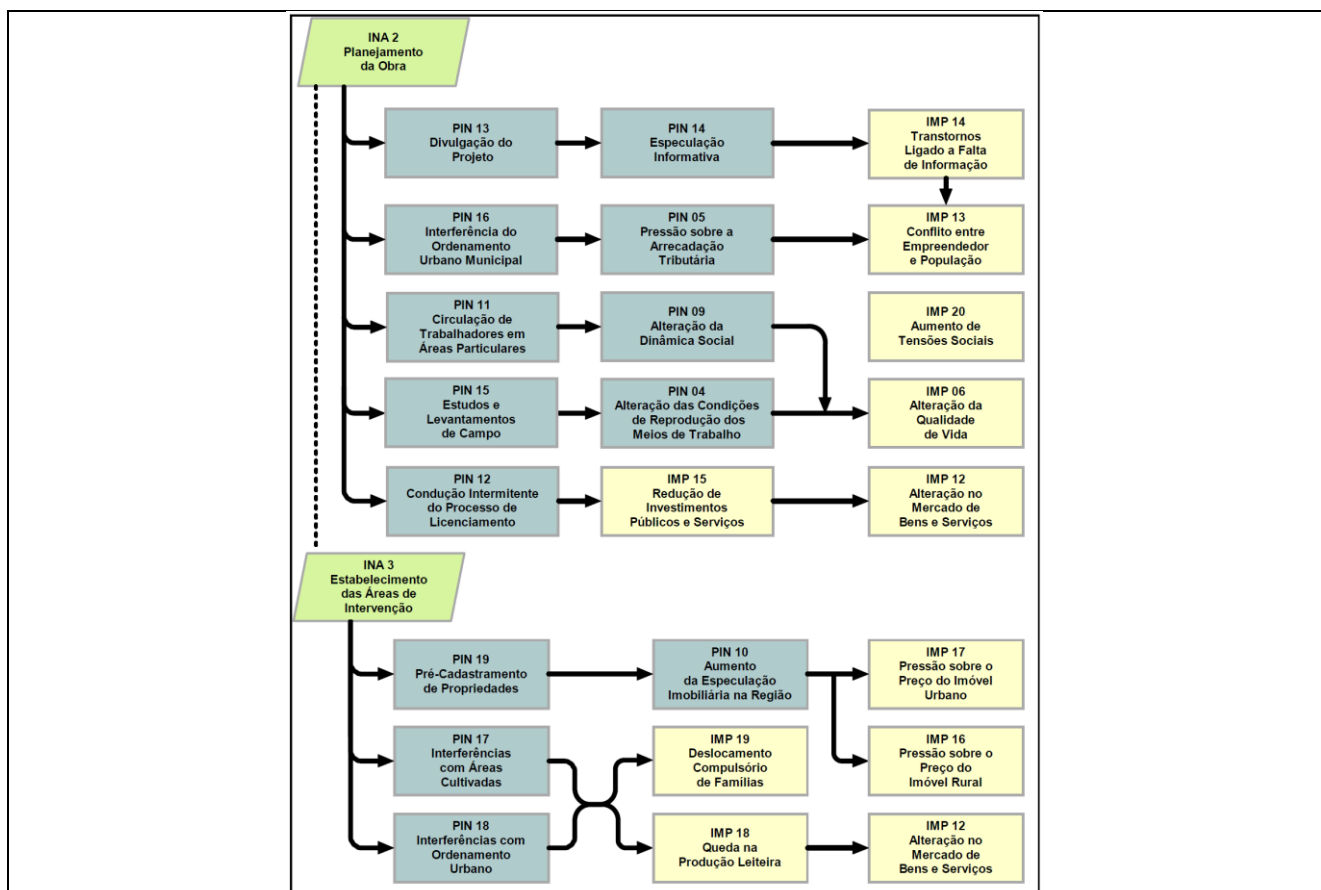 INA 2
Planejamento
da Obra
PIN 13
Divulgação do
Projeto
PIN 14
Especulação
Informativa
IMP 14
Transtornos
Ligado a Falta
de Informação
PIN 16
Interferência do
Ordenamento
Urbano Municipal
PIN 05
Pressão sobre a
Arrecadação
Tributária
IMP 13
Conflito entre
Empreendedor
e População
PIN 11
Circulação de
Trabalhadores em
Áreas Particulares
PIN 09
Alteração da
Dinâmica Social
IMP 20
Aumento de
Tensões Sociais
PIN 15
Estudos e
Levantamentos
de Campo
PIN 04
Alteração das Condições
de Reprodução dos
Meios de Trabalho
IMP 06
Alteração da
Qualidade
de Vida
PIN 12
Condução Intermitente
do Processo de
Licenciamento
IMP 15
Redução de
Investimentos
Públicos e Serviços
IMP 12
Alteração no
Mercado de
Bens e Serviços
INA 3
Estabelecimento
das Áreas de
Intervenção
PIN 19
Pré-Cadastramento
de Propriedades
PIN 10
Aumento
da Especulação
Imobiliária na Região
IMP 17
Pressão sobre o
Preço do Imóvel
Urbano
PIN 17
Interferências
com Áreas
Cultivadas
IMP 19
Deslocamento
Compulsório
de Famílias
IMP 16
Pressão sobre o
Preço do
Imóvel Rural
PIN 18
Interferências com
Ordenamento
Urbano
IMP 18
Queda na
Produção Leiteira
IMP 12
Alteração no
Mercado de
Bens e Serviços